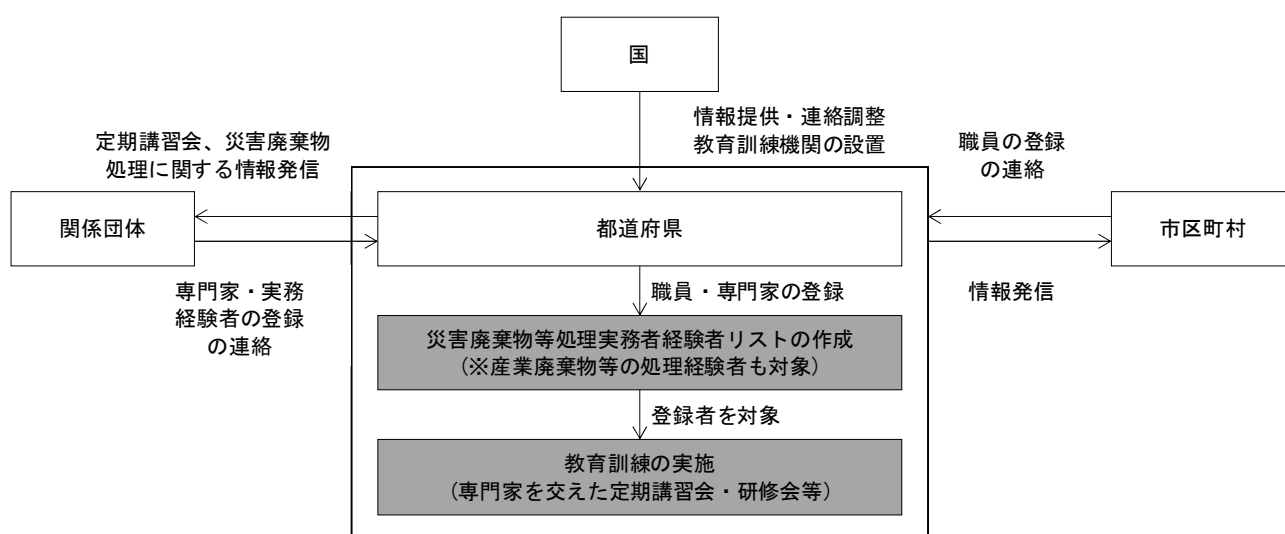 国
情報提供・連絡調整
教育訓練機関の設置
定期講習会、災害廃棄物
処理に関する情報発信
職員の登録
の連絡
関係団体
都道府県
市区町村
専門家・実務
経験者の登録
の連絡
職員・専門家の登録
情報発信
災害廃棄物等処理実務者経験者リストの作成
(※産業廃棄物等の処理経験者も対象)
登録者を対象
教育訓練の実施
(専門家を交えた定期講習会・研修会等)